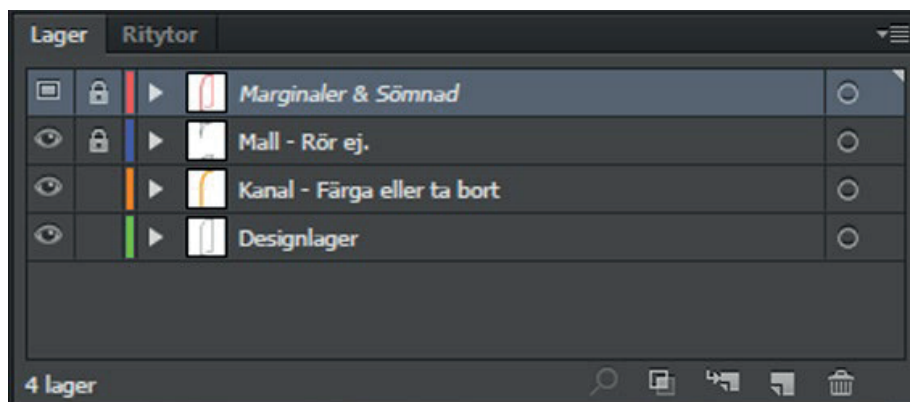 Lager Ritytor
Marginaler & Sömnad
Mall - Rör ej.
Kanal - Färga eller ta bort
Designlager
4 lager